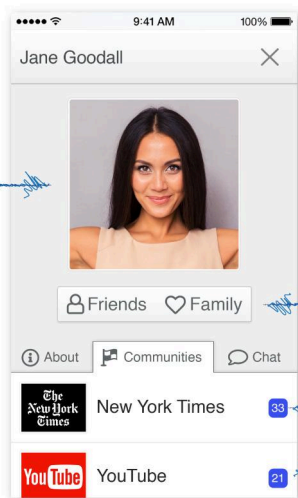 9:41 AM 100%
Jane Goodall
Friends Family
About Communities Chat
The
New York
Times
New York Times 33
YouTube YouTube 21